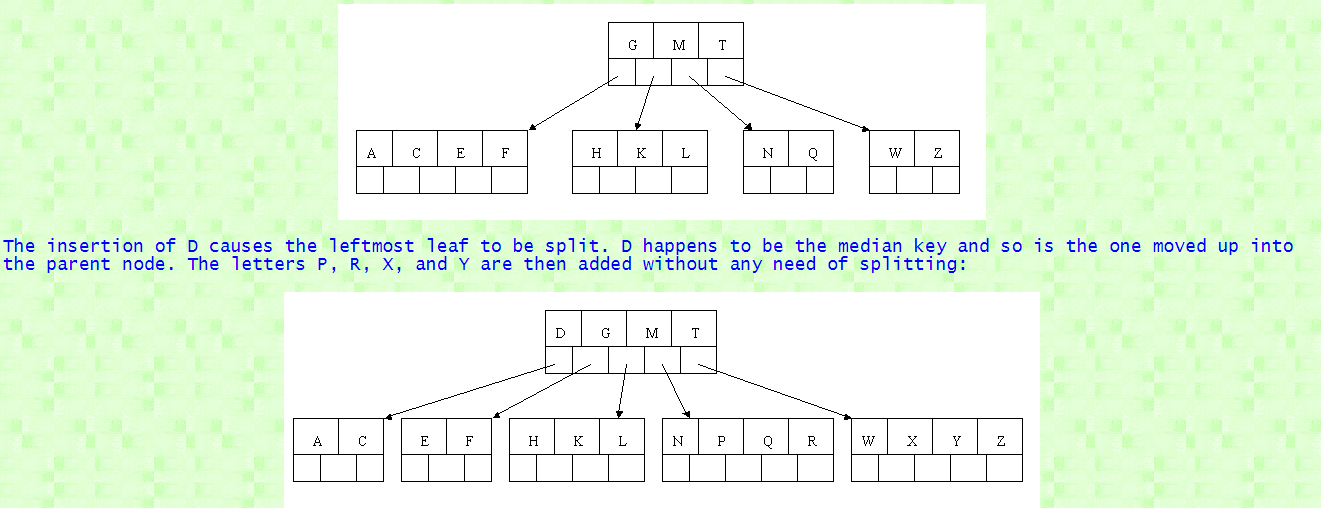 G M T
A C E F H K L N Q W Z
The insertion of D causes the leftmost leaf to be split. D happens to be the median key and so is the one moved up into
the parent node. The letters P, R, X, and Y are then added without any need of splitting:
D G M T
A C E F H K L N P Q R W X Y Z